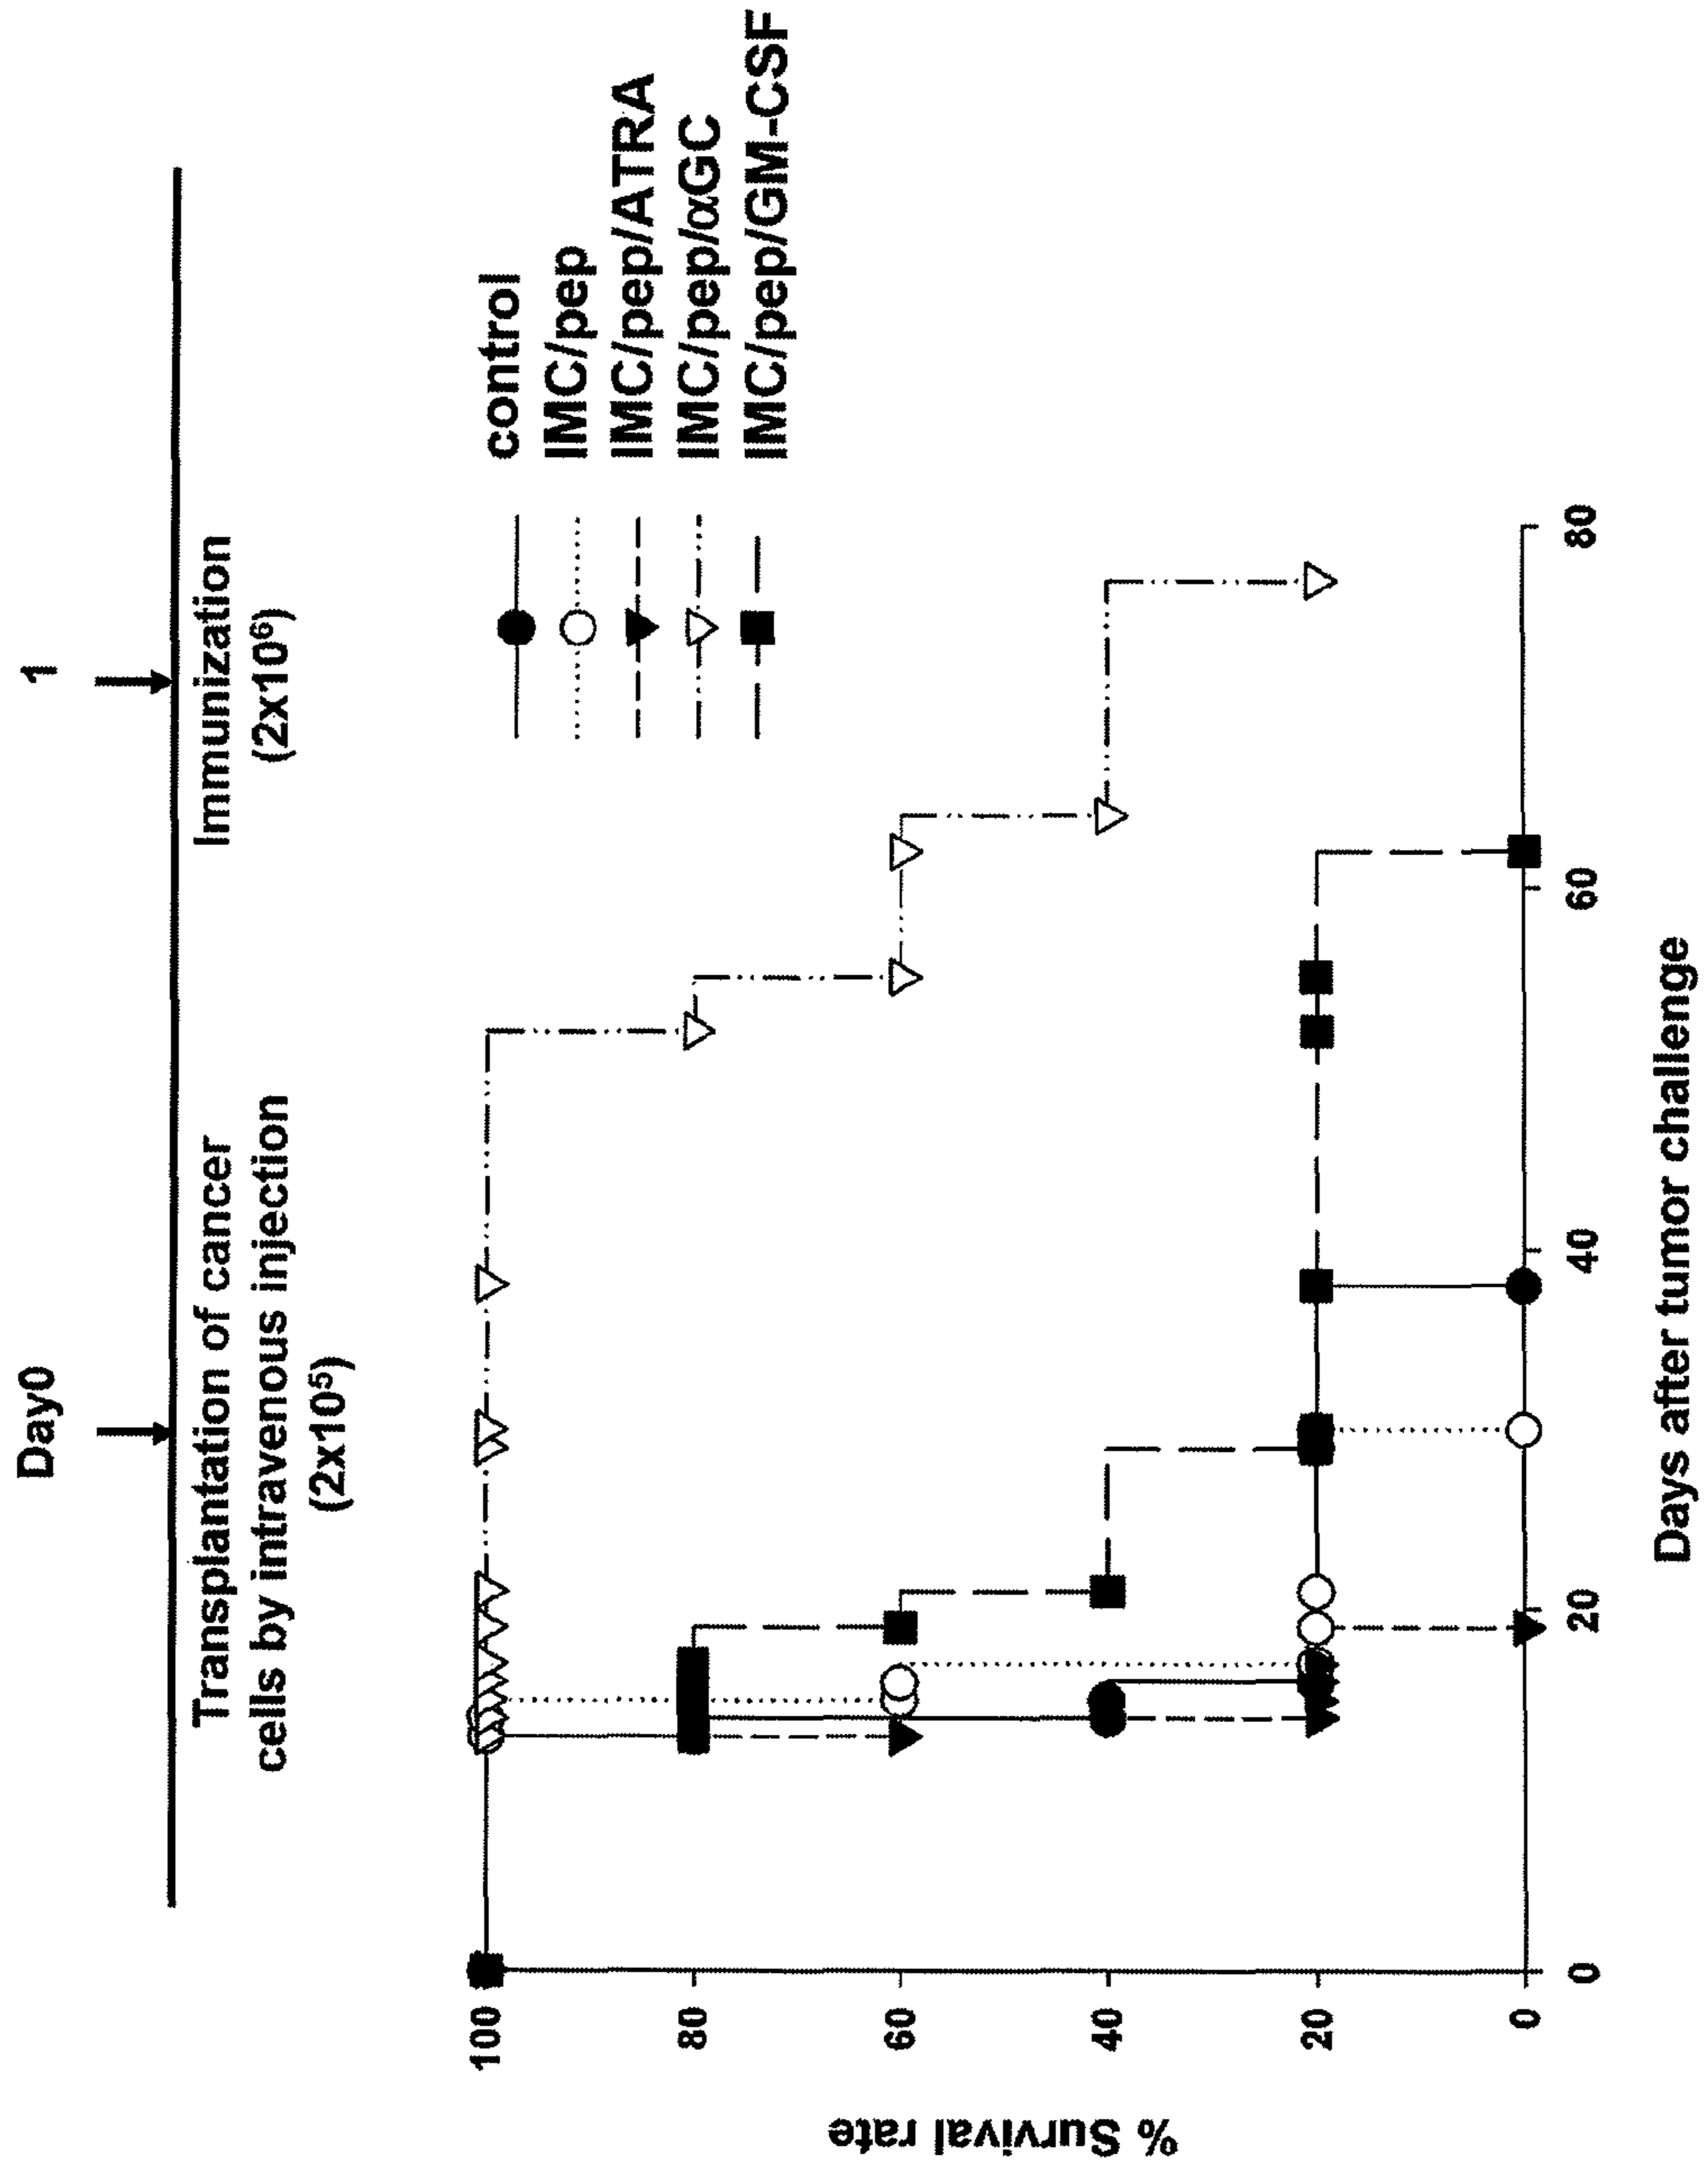 Day0
1
Transplantation of cancer
cells by intravenous injection
(2x10⁵)
Immunization
(2x10⁶)
control
IMC/pep
IMC/pep/ATRA
IMC/pep/αGC
IMC/pep/GM-CSF
% Survival rate
100
80
60
40
20
0
0
20
40
60
80
Days after tumor challenge